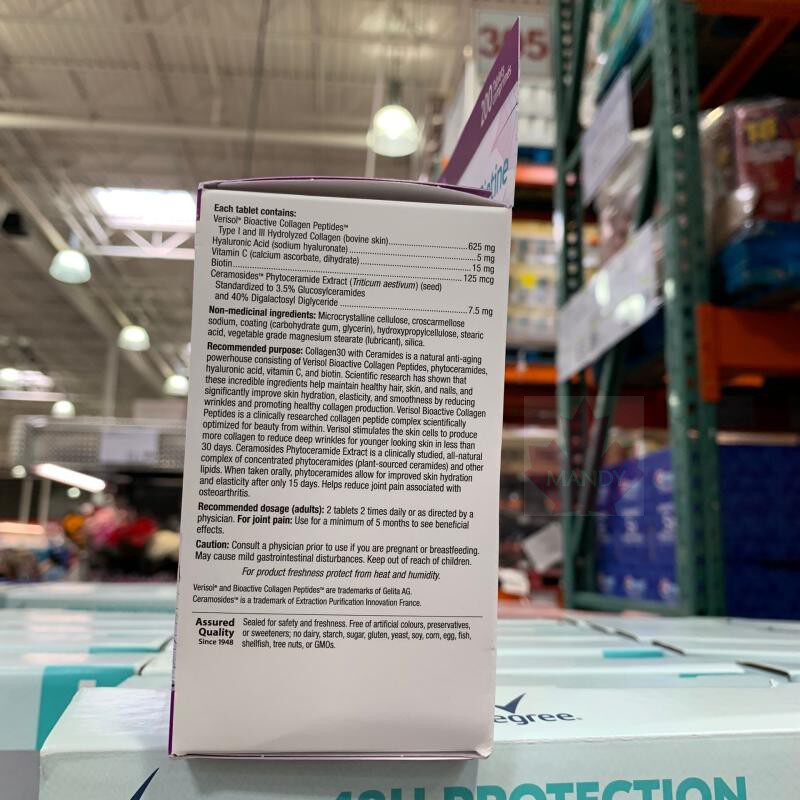 305
200 tablets
comprimés
Each tablet contains:
Verisol® Bioactive Collagen Peptides™
Type I and III Hydrolyzed Collagen (bovine skin)..........625 mg
Hyaluronic Acid (sodium hyaluronate)..........5 mg
Vitamin C (calcium ascorbate, dihydrate)..........15 mg
Biotin..........125 mcg
Ceramosides™ Phytoceramide Extract (Triticum aestivum) (seed)
Standardized to 3.5% Glucosylceramides
and 40% Digalactosyl Diglyceride..........7.5 mg
Non-medicinal ingredients: Microcrystalline cellulose, croscarmellose
sodium, coating (carbohydrate gum, glycerin), hydroxypropylcellulose, stearic
acid, vegetable grade magnesium stearate (lubricant), silica.
Recommended purpose: Collagen30 with Ceramides is a natural anti-aging
powerhouse consisting of Verisol Bioactive Collagen Peptides, phytoceramides,
hyaluronic acid, vitamin C, and biotin. Scientific research has shown that
these incredible ingredients help maintain healthy hair, skin, and nails, and
significantly improve skin hydration, elasticity, and smoothness by reducing
wrinkles and promoting healthy collagen production. Verisol Bioactive Collagen
Peptides is a clinically researched collagen peptide complex scientifically
optimized for beauty from within. Verisol stimulates the skin cells to produce
more collagen to reduce deep wrinkles for younger looking skin in less than
30 days. Ceramosides Phytoceramide Extract is a clinically studied, all-natural
complex of concentrated phytoceramides (plant-sourced ceramides) and other
lipids. When taken orally, phytoceramides allow for improved skin hydration
and elasticity after only 15 days. Helps reduce joint pain associated with
osteoarthritis.
Recommended dosage (adults): 2 tablets 2 times daily or as directed by a
physician. For joint pain: Use for a minimum of 5 months to see beneficial
effects.
Caution: Consult a physician prior to use if you are pregnant or breastfeeding.
May cause mild gastrointestinal disturbances. Keep out of reach of children.
For product freshness protect from heat and humidity.
Verisol® and Bioactive Collagen Peptides™ are trademarks of Gelita AG.
Ceramosides™ is a trademark of Extraction Purification Innovation France.
Assured
Quality
Since 1948
Sealed for safety and freshness. Free of artificial colours, preservatives,
or sweeteners; no dairy, starch, sugar, gluten, yeast, soy, corn, egg, fish,
shellfish, tree nuts, or GMOs.
MANDY
egree.
48H PROTECTION